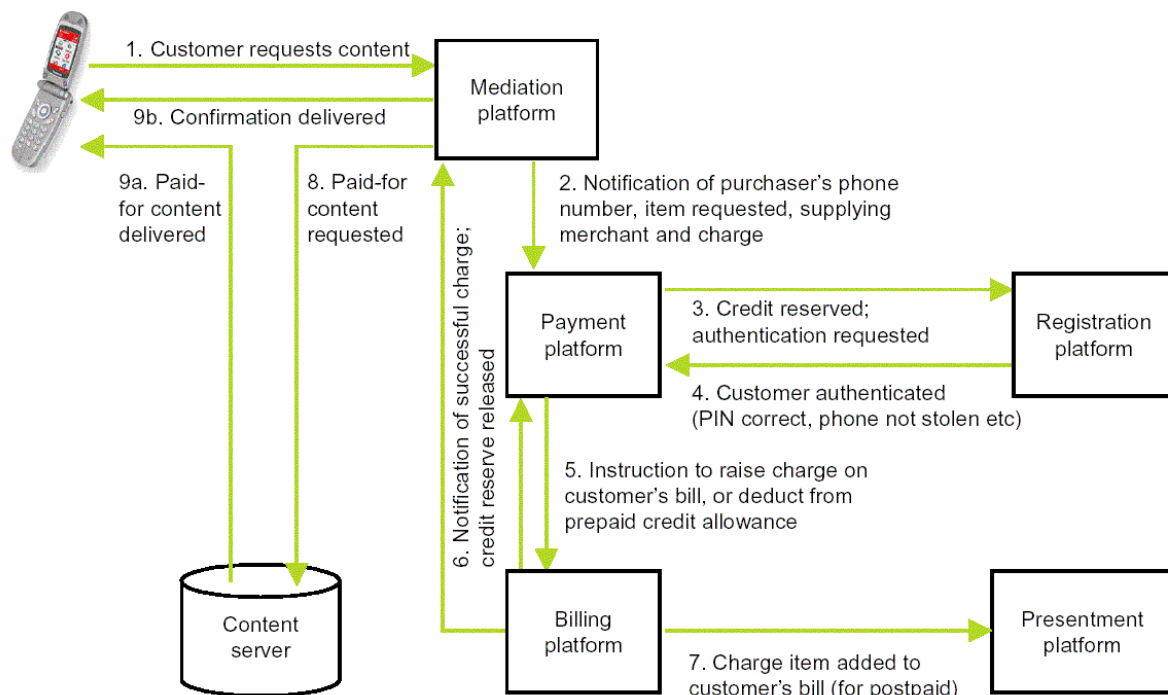 1. Customer requests content
Mediation
platform
9b. Confirmation delivered
9a. Paid-
for content
delivered
8. Paid-for
content
requested
2. Notification of purchaser's phone
number, item requested, supplying
merchant and charge
Payment
platform
3. Credit reserved;
authentication requested
Registration
platform
4. Customer authenticated
(PIN correct, phone not stolen etc)
6. Notification of successful charge;
credit reserve released
5. Instruction to raise charge on
customer's bill, or deduct from
prepaid credit allowance
Content
server
Billing
platform
Presentment
platform
7. Charge item added to
customer's bill (for postpaid)